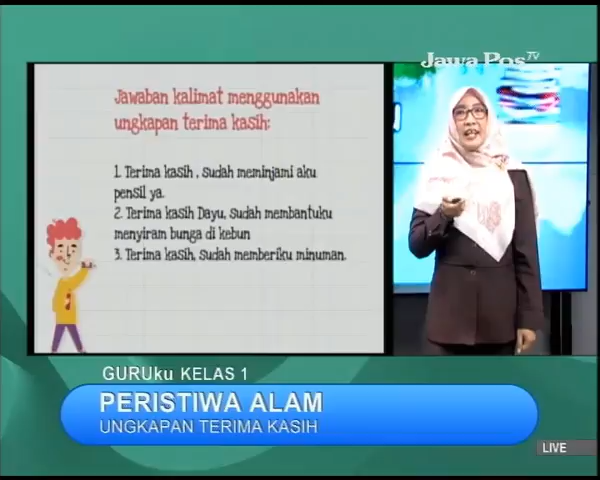 Jawa Pos TV
Jawaban kalimat menggunakan
ungkapan terima kasih:
1. Terima kasih , sudah meminjami aku
pensil ya.
2. Terima kasih Dayu, sudah membantuku
menyiram bunga di kebun
3. Terima kasih, sudah memberiku minuman.
GURUku KELAS 1
PERISTIWA ALAM
UNGKAPAN TERIMA KASIH
LIVE